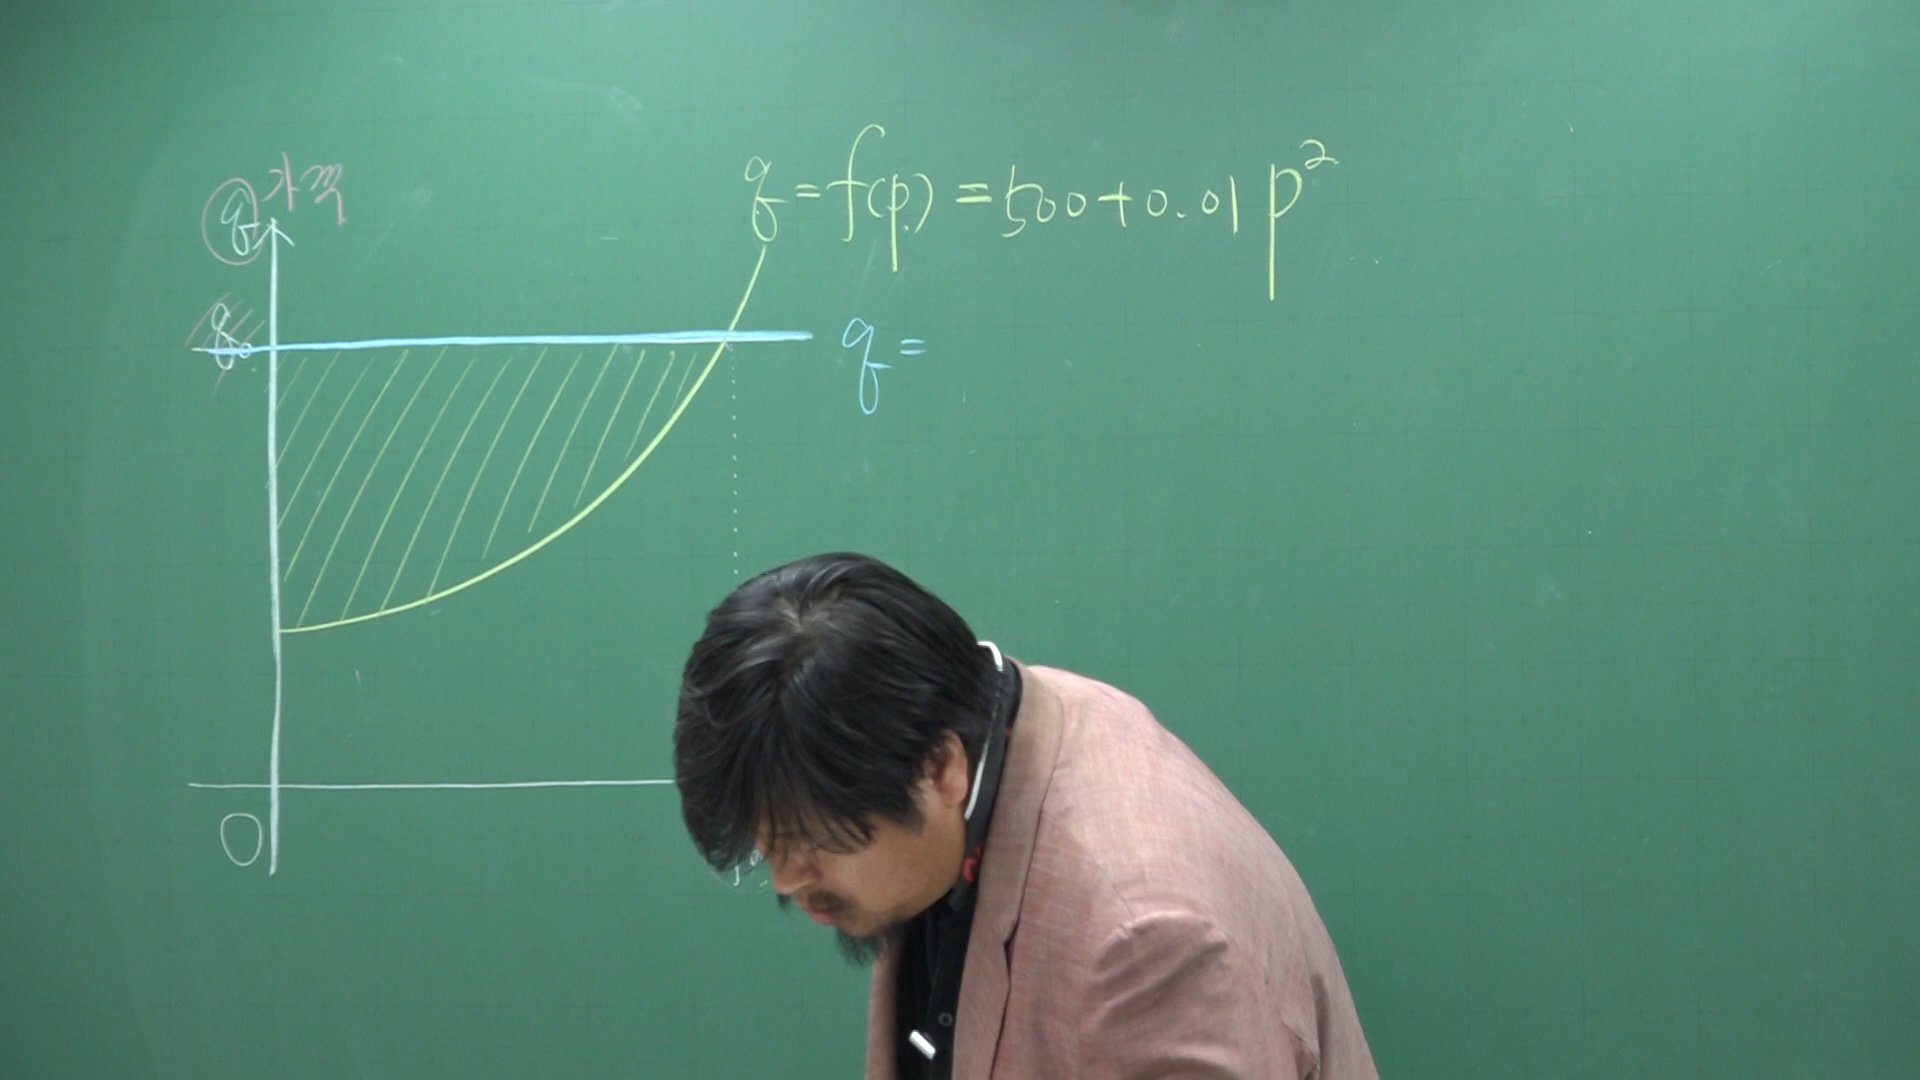 q 가격
q = f(p) = 500 + 0.01 p²
q₀
q =
O